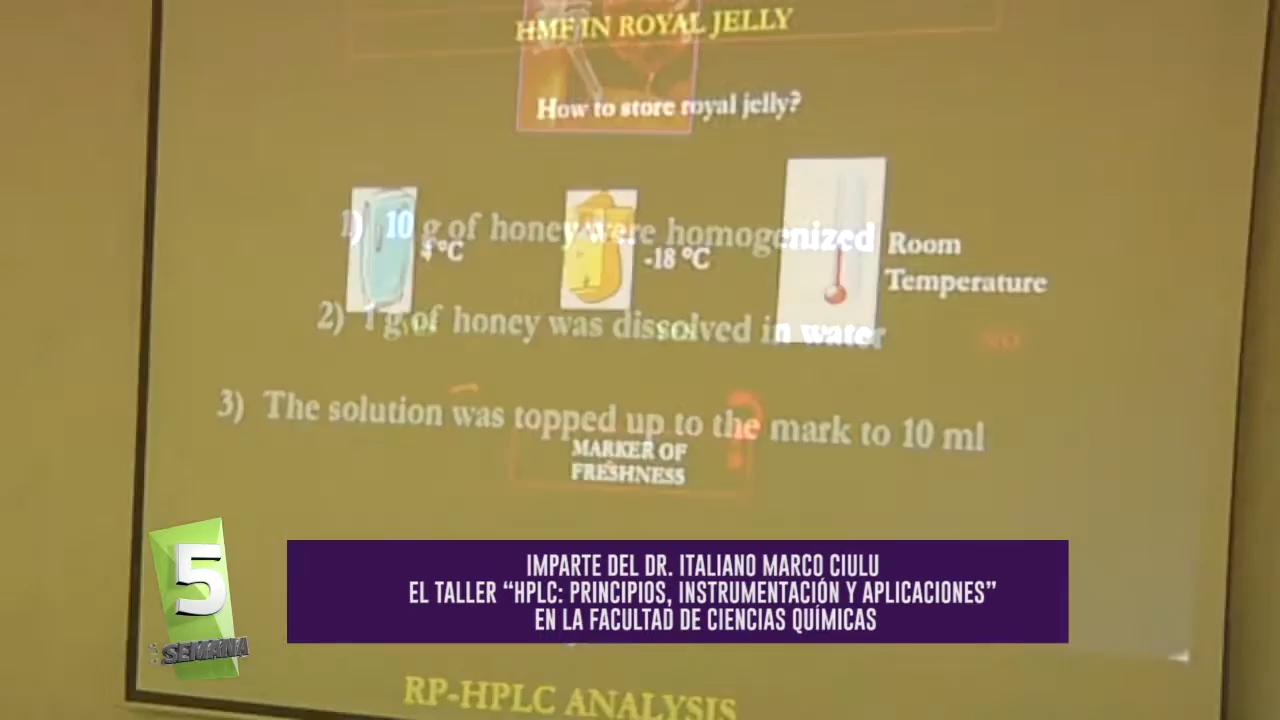 HMF IN ROYAL JELLY
How to store royal jelly?
1) 10 g of honey were homogenized
4 °C
-18 °C
Room
Temperature
2) 1 g of honey was dissolved in water
NO
3) The solution was topped up to the mark to 10 ml
?
MARKER OF
FRESHNESS
5
SEMANA
IMPARTE DEL DR. ITALIANO MARCO CIULU
EL TALLER “HPLC: PRINCIPIOS, INSTRUMENTACIÓN Y APLICACIONES”
EN LA FACULTAD DE CIENCIAS QUÍMICAS
RP-HPLC ANALYSIS